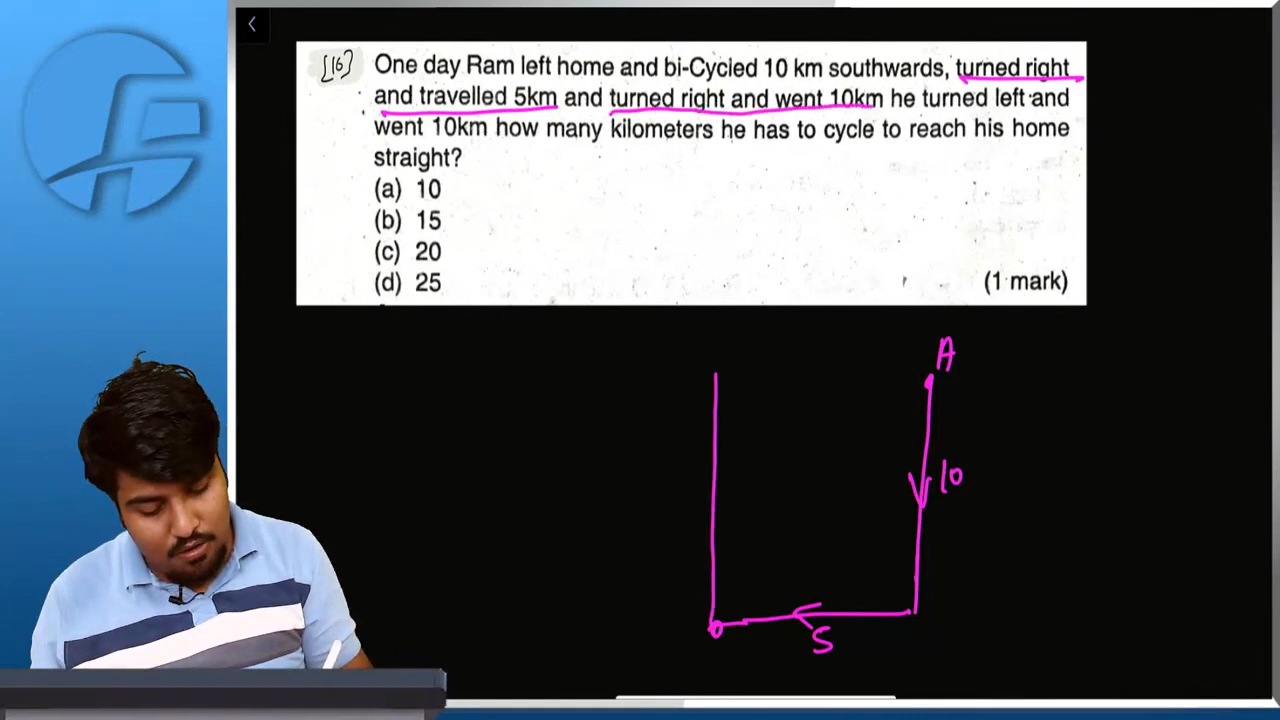 [16] One day Ram left home and bi-Cycled 10 km southwards, turned right
and travelled 5km and turned right and went 10km he turned left and
went 10km how many kilometers he has to cycle to reach his home
straight?
(a) 10
(b) 15
(c) 20
(d) 25
(1 mark)
A
10
5